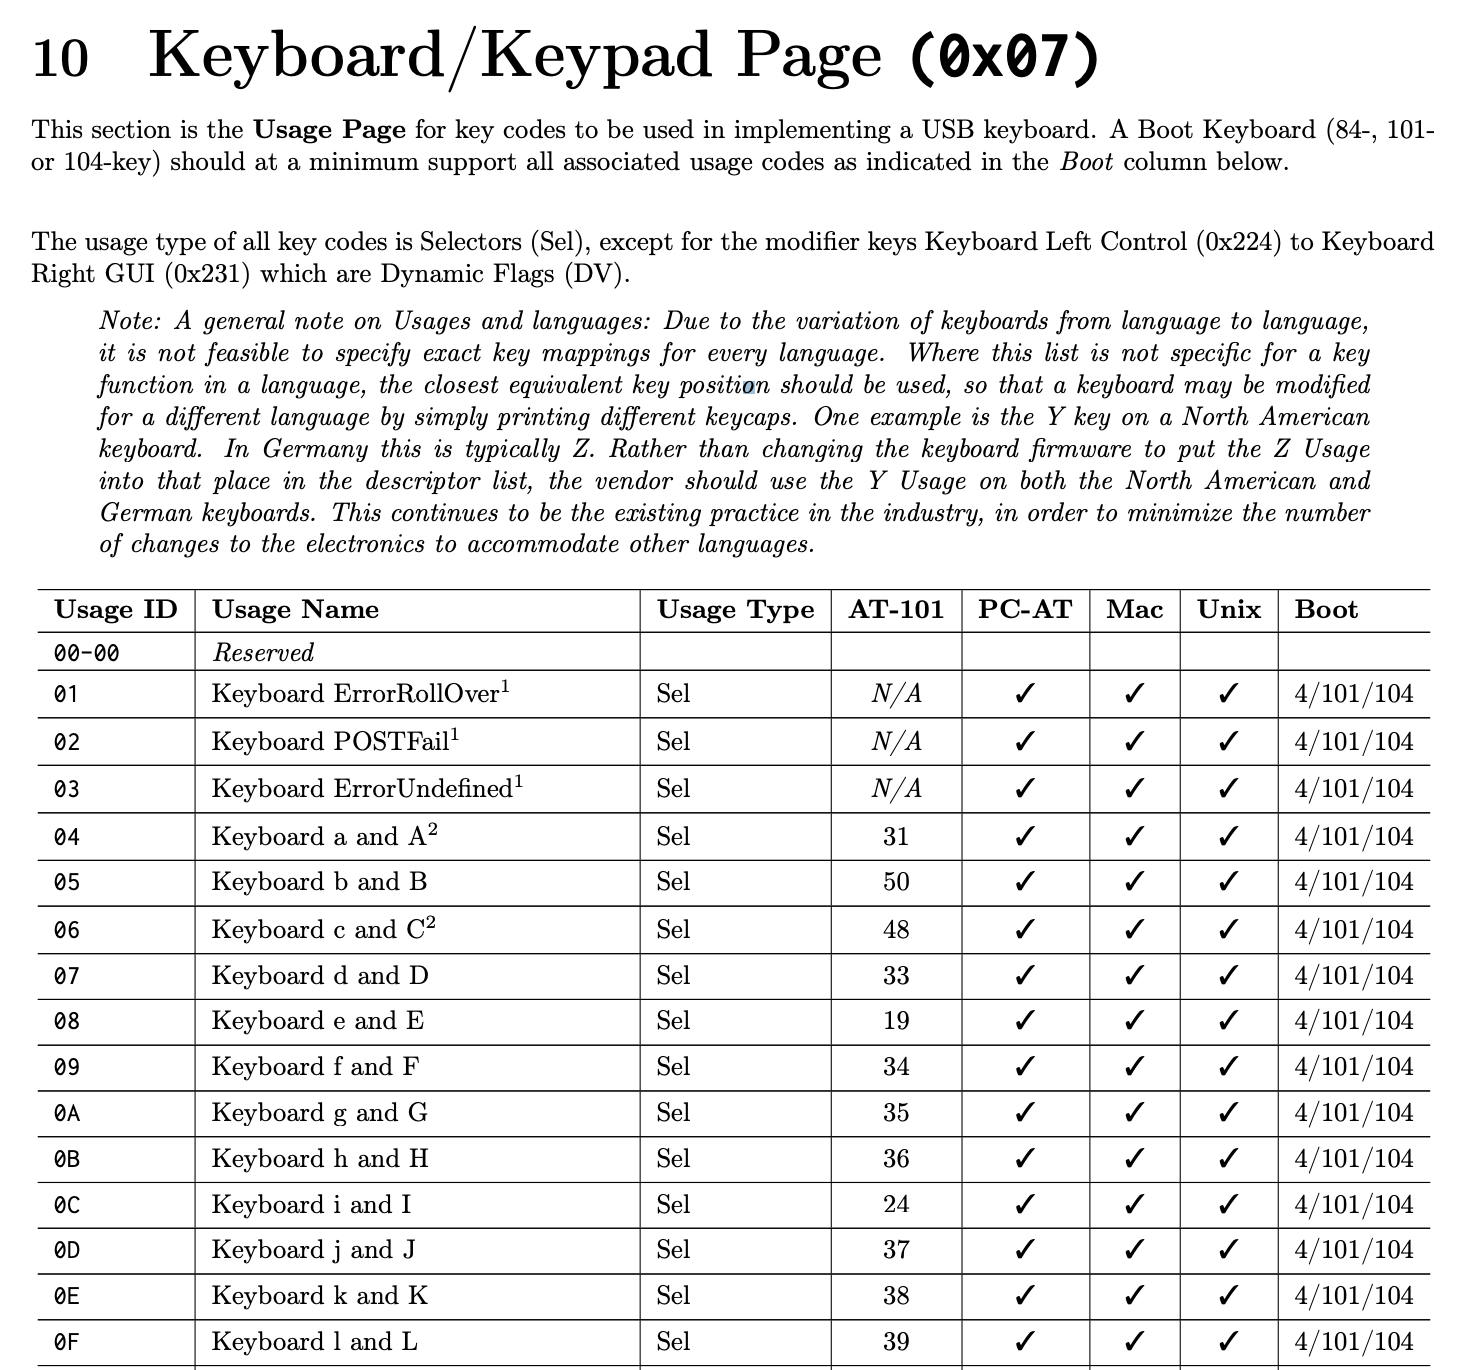 10 Keyboard/Keypad Page (0x07)
This section is the Usage Page for key codes to be used in implementing a USB keyboard. A Boot Keyboard (84-, 101-
or 104-key) should at a minimum support all associated usage codes as indicated in the Boot column below.
The usage type of all key codes is Selectors (Sel), except for the modifier keys Keyboard Left Control (0x224) to Keyboard
Right GUI (0x231) which are Dynamic Flags (DV).
Note: A general note on Usages and languages: Due to the variation of keyboards from language to language,
it is not feasible to specify exact key mappings for every language. Where this list is not specific for a key
function in a language, the closest equivalent key position should be used, so that a keyboard may be modified
for a different language by simply printing different keycaps. One example is the Y key on a North American
keyboard. In Germany this is typically Z. Rather than changing the keyboard firmware to put the Z Usage
into that place in the descriptor list, the vendor should use the Y Usage on both the North American and
German keyboards. This continues to be the existing practice in the industry, in order to minimize the number
of changes to the electronics to accommodate other languages.
Usage ID Usage Name Usage Type AT-101 PC-AT Mac Unix Boot
00-00 Reserved
01 Keyboard ErrorRollOver¹ Sel N/A ✓ ✓ ✓ 4/101/104
02 Keyboard POSTFail¹ Sel N/A ✓ ✓ ✓ 4/101/104
03 Keyboard ErrorUndefined¹ Sel N/A ✓ ✓ ✓ 4/101/104
04 Keyboard a and A² Sel 31 ✓ ✓ ✓ 4/101/104
05 Keyboard b and B Sel 50 ✓ ✓ ✓ 4/101/104
06 Keyboard c and C² Sel 48 ✓ ✓ ✓ 4/101/104
07 Keyboard d and D Sel 33 ✓ ✓ ✓ 4/101/104
08 Keyboard e and E Sel 19 ✓ ✓ ✓ 4/101/104
09 Keyboard f and F Sel 34 ✓ ✓ ✓ 4/101/104
0A Keyboard g and G Sel 35 ✓ ✓ ✓ 4/101/104
0B Keyboard h and H Sel 36 ✓ ✓ ✓ 4/101/104
0C Keyboard i and I Sel 24 ✓ ✓ ✓ 4/101/104
0D Keyboard j and J Sel 37 ✓ ✓ ✓ 4/101/104
0E Keyboard k and K Sel 38 ✓ ✓ ✓ 4/101/104
0F Keyboard l and L Sel 39 ✓ ✓ ✓ 4/101/104